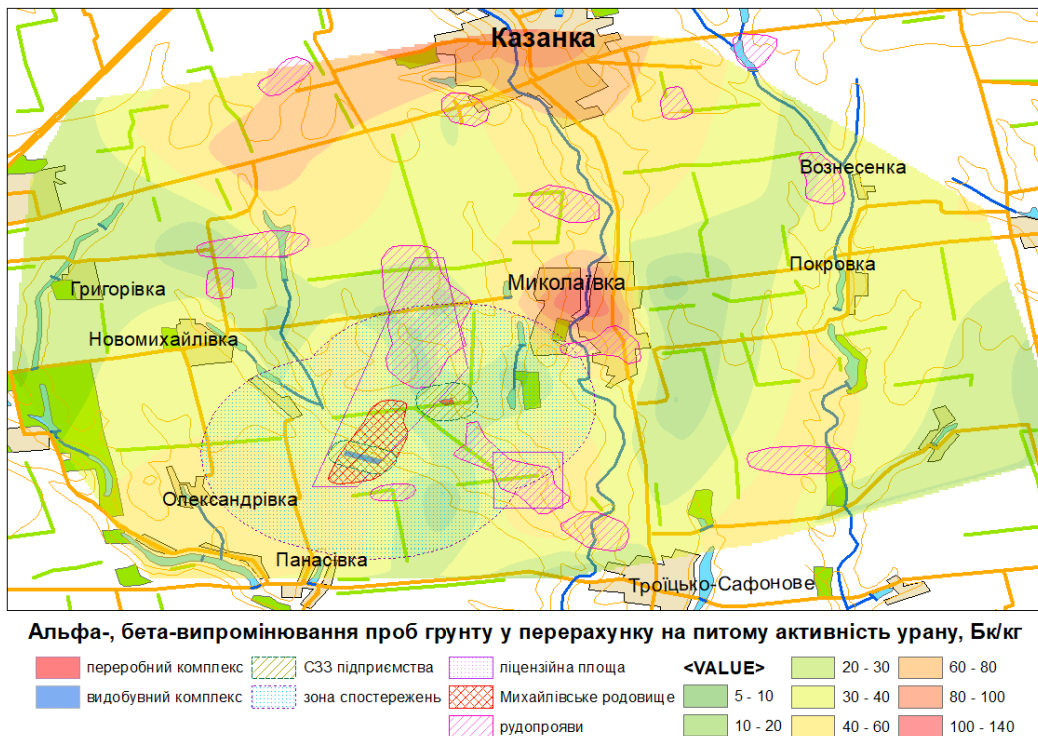 Казанка
Вознесенка
Покровка
Миколаївка
Григорівка
Новомихайлівка
Олександрівка
Панасівка
Троїцько-Сафонове
Альфа-, бета-випромінювання проб грунту у перерахунку на питому активність урану, Бк/кг
переробний комплекс
видобувний комплекс
СЗЗ підприємства
зона спостережень
ліцензійна площа
Михайлівське родовище
рудопрояви
<VALUE>
5 - 10
10 - 20
20 - 30
30 - 40
40 - 60
60 - 80
80 - 100
100 - 140